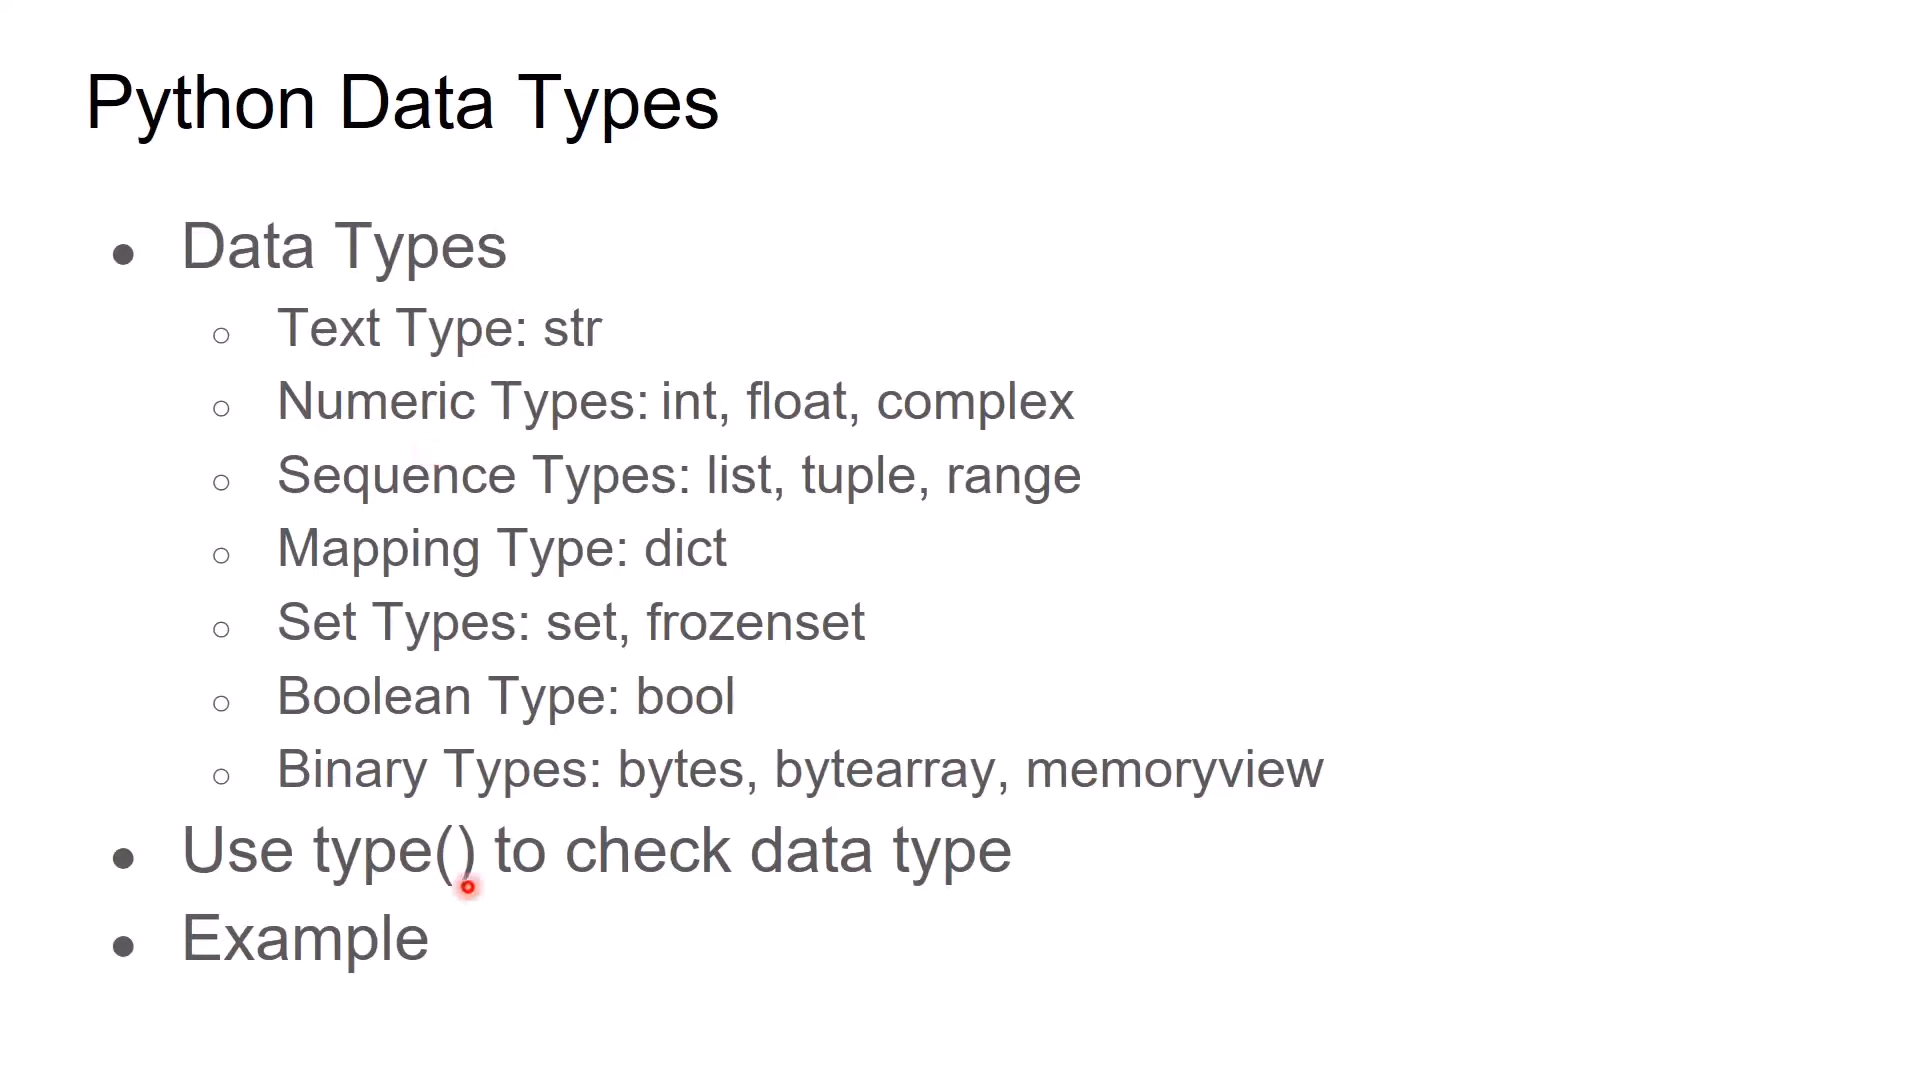 Python Data Types
● Data Types
○ Text Type: str
○ Numeric Types: int, float, complex
○ Sequence Types: list, tuple, range
○ Mapping Type: dict
○ Set Types: set, frozenset
○ Boolean Type: bool
○ Binary Types: bytes, bytearray, memoryview
● Use type() to check data type
● Example